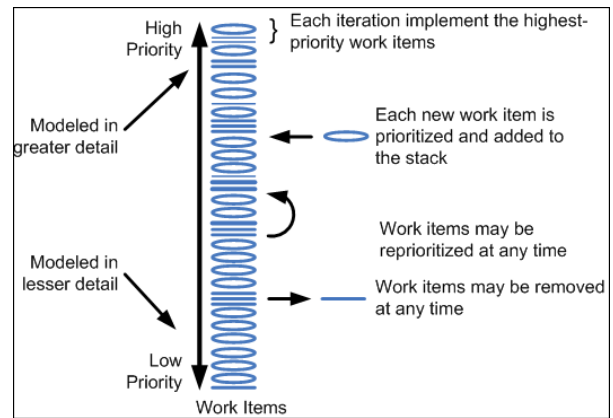 High
Priority
Each iteration implement the highest-
priority work items
Modeled in
greater detail
Each new work item is
prioritized and added to
the stack
Work items may be
reprioritized at any time
Modeled in
lesser detail
Work items may be removed
at any time
Low
Priority
Work Items